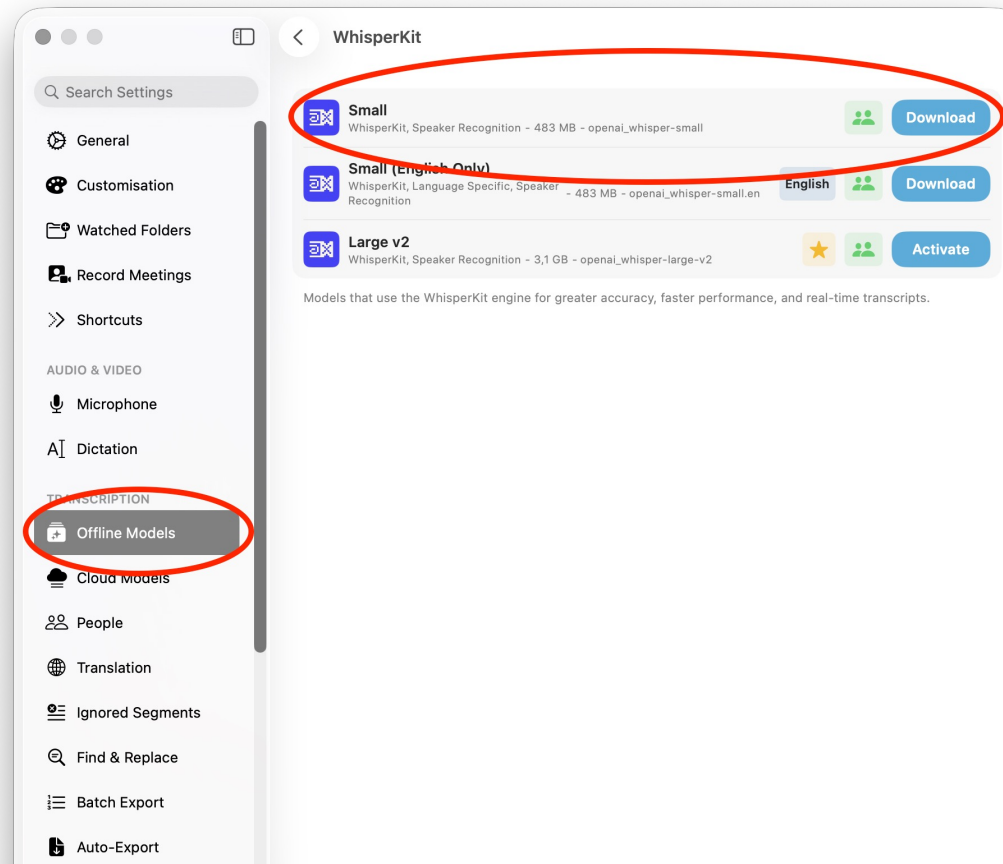 WhisperKit
Search Settings
General
Customisation
Watched Folders
Record Meetings
Shortcuts
AUDIO & VIDEO
Microphone
Dictation
TRANSCRIPTION
Offline Models
Cloud Models
People
Translation
Ignored Segments
Find & Replace
Batch Export
Auto-Export
Small
WhisperKit, Speaker Recognition - 483 MB - openai_whisper-small
Download
Small (English Only)
WhisperKit, Language Specific, Speaker
Recognition
- 483 MB - openai_whisper-small.en
English
Download
Large v2
WhisperKit, Speaker Recognition - 3,1 GB - openai_whisper-large-v2
Activate
Models that use the WhisperKit engine for greater accuracy, faster performance, and real-time transcripts.